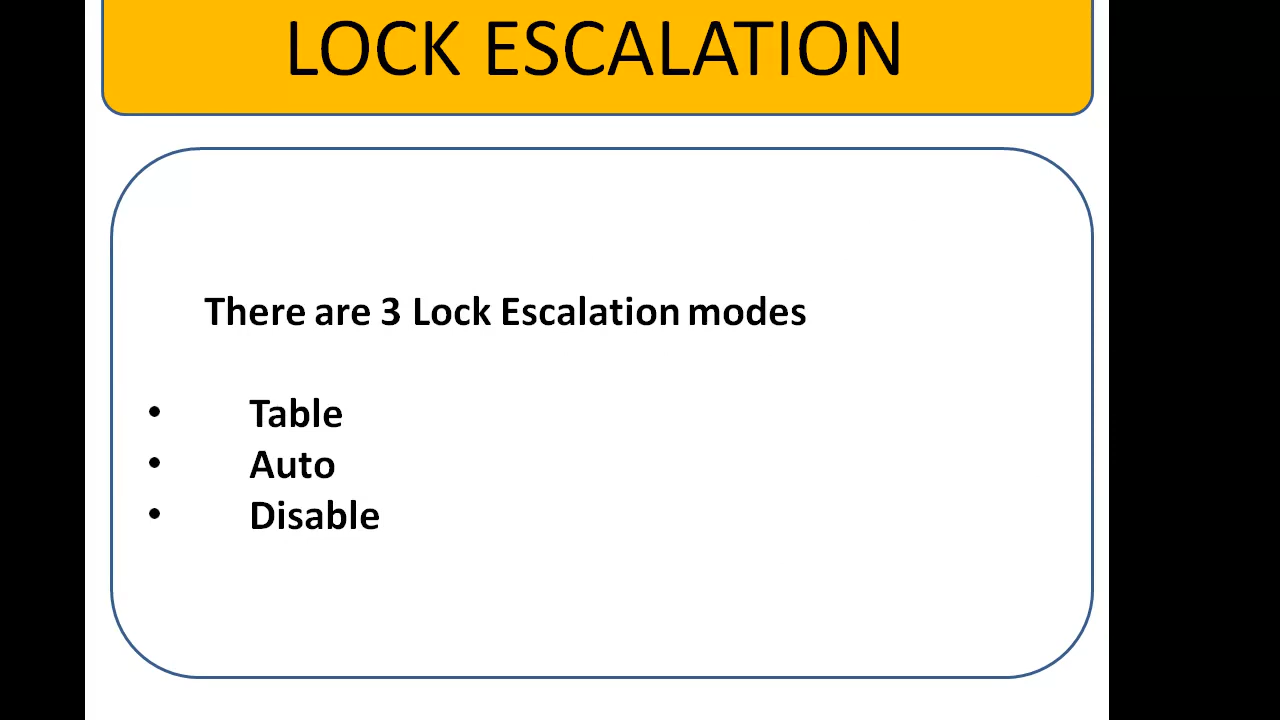 LOCK ESCALATION
There are 3 Lock Escalation modes
• Table
• Auto
• Disable